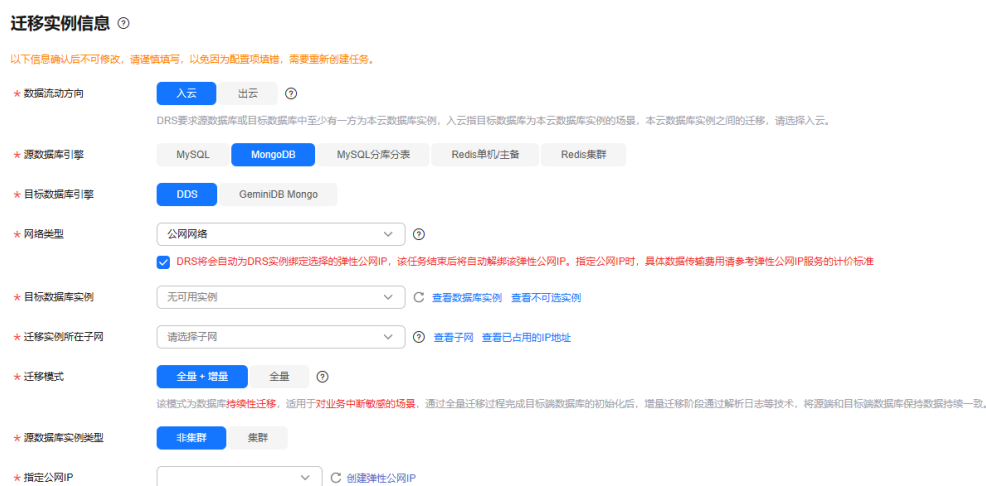 迁移实例信息
以下信息确认后不可修改，请谨慎填写，以免因为配置项填错，需要重新创建任务。
* 数据流动方向 入云 出云
DRS要求源数据库或目标数据库中至少有一方为本云数据库实例，入云指目标数据库为本云数据库实例的场景，本云数据库实例之间的迁移，请选择入云。
* 源数据库引擎 MySQL MongoDB MySQL分库分表 Redis单机/主备 Redis集群
* 目标数据库引擎 DDS GeminiDB Mongo
* 网络类型 公网网络
DRS将会自动为DRS实例绑定选择的弹性公网IP，该任务结束后将自动解绑该弹性公网IP。指定公网IP时，具体数据传输费用请参考弹性公网IP服务的计价标准
* 目标数据库实例 无可用实例 查看数据库实例 查看不可选实例
* 迁移实例所在子网 请选择子网 查看子网 查看已占用的IP地址
* 迁移模式 全量 + 增量 全量
该模式为数据库持续性迁移，适用于对业务中断敏感的场景，通过全量迁移过程完成目标端数据库的初始化后，增量迁移阶段通过解析日志等技术，将源端和目标端数据库保持数据持续一致。
* 源数据库实例类型 非集群 集群
* 指定公网IP 创建弹性公网IP